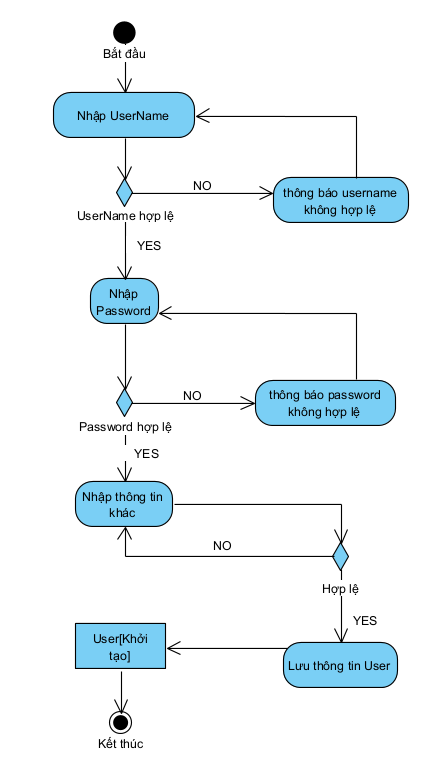 Bắt đầu
Nhập UserName
NO
thông báo username
không hợp lệ
UserName hợp lệ
YES
Nhập
Password
NO
thông báo password
không hợp lệ
Password hợp lệ
YES
Nhập thông tin
khác
NO
Hợp lệ
YES
User[Khởi
tạo]
Lưu thông tin User
Kết thúc